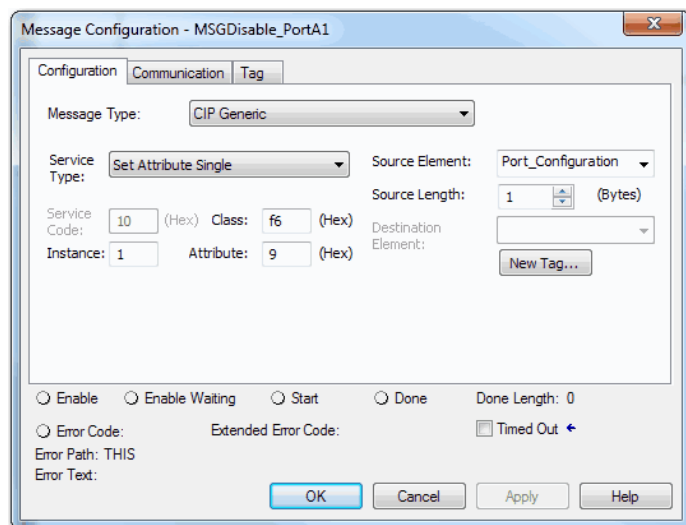 Message Configuration - MSGDisable_PortA1
Configuration Communication Tag
Message Type: CIP Generic
Service Type: Set Attribute Single Source Element: Port_Configuration
Source Length: 1 (Bytes)
Service Code: 10 (Hex) Class: f6 (Hex) Destination Element:
Instance: 1 Attribute: 9 (Hex)
New Tag...
Enable Enable Waiting Start Done Done Length: 0
Error Code: Extended Error Code: Timed Out
Error Path: THIS
Error Text:
OK Cancel Apply Help